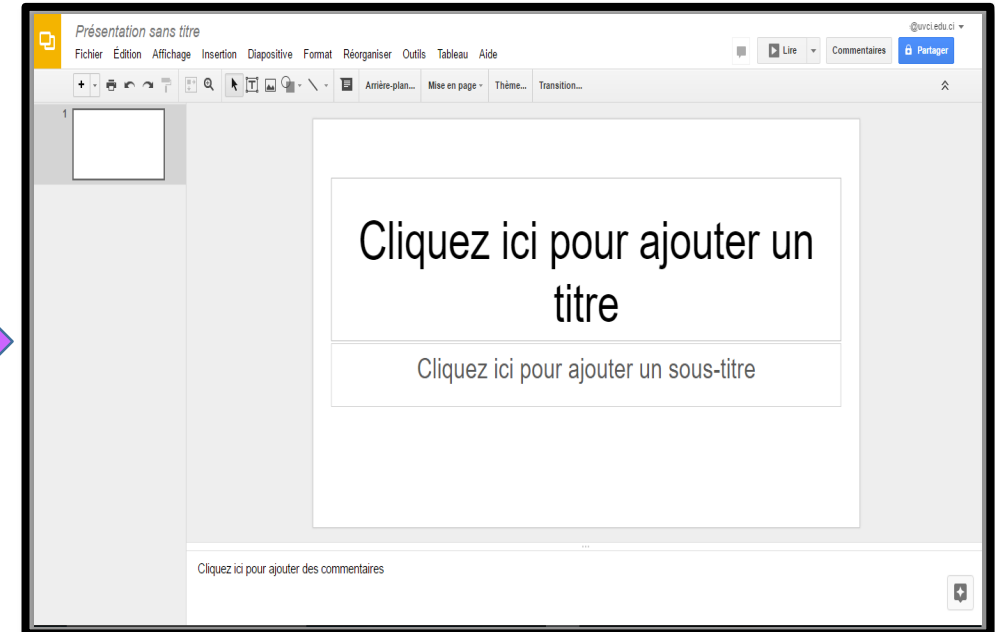 Présentation sans titre
@uvci.edu.ci
Fichier Édition Affichage Insertion Diapositive Format Réorganiser Outils Tableau Aide
Lire Commentaires Partager
Arrière-plan... Mise en page Thème... Transition...
1
Cliquez ici pour ajouter un
titre
Cliquez ici pour ajouter un sous-titre
Cliquez ici pour ajouter des commentaires